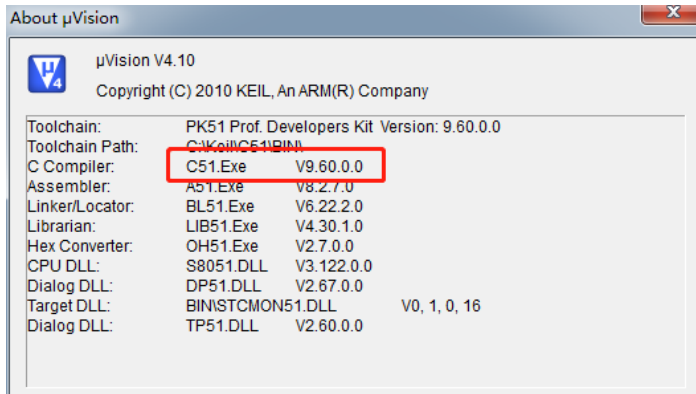 About µVision
µVision V4.10
Copyright (C) 2010 KEIL, An ARM(R) Company
Toolchain: PK51 Prof. Developers Kit Version: 9.60.0.0
Toolchain Path: C:\Keil\C51\BIN\
C Compiler: C51.Exe V9.60.0.0
Assembler: A51.Exe V8.2.7.0
Linker/Locator: BL51.Exe V6.22.2.0
Librarian: LIB51.Exe V4.30.1.0
Hex Converter: OH51.Exe V2.7.0.0
CPU DLL: S8051.DLL V3.122.0.0
Dialog DLL: DP51.DLL V2.67.0.0
Target DLL: BIN\STCMON51.DLL V0, 1, 0, 16
Dialog DLL: TP51.DLL V2.60.0.0